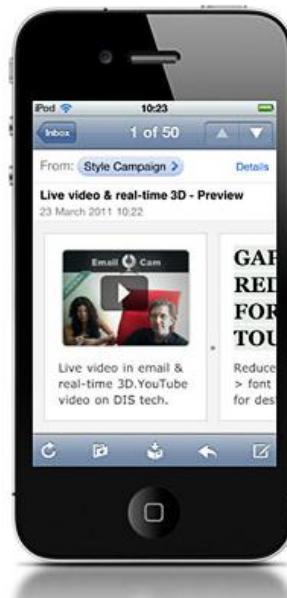 iPod 10:23
Inbox 1 of 50
From: Style Campaign > Details
Live video & real-time 3D - Preview
23 March 2011 10:22
Email Cam
Live video in email &
real-time 3D.YouTube
video on DIS tech.
GAF
RED
FOR
TOU
Reduce
> font
for des